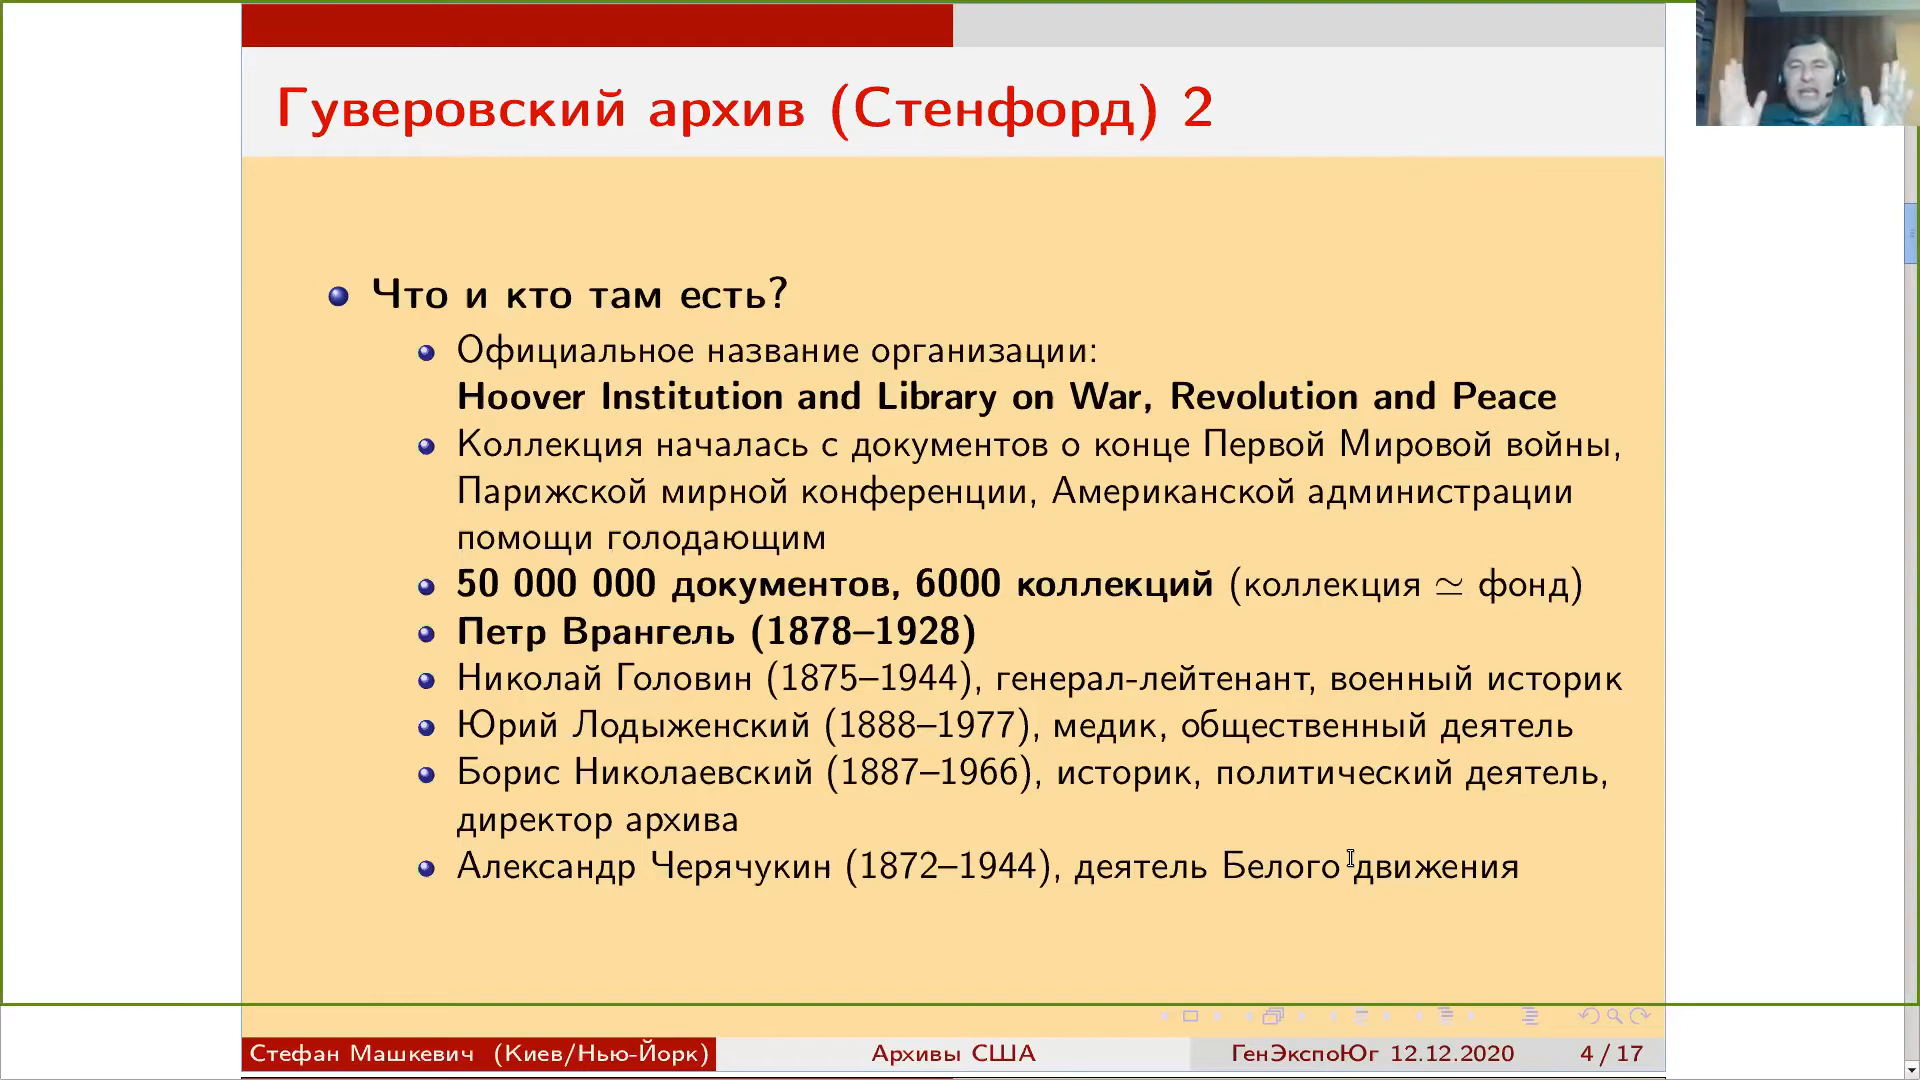 Гуверовский архив (Стенфорд) 2
Что и кто там есть?
Официальное название организации:
Hoover Institution and Library on War, Revolution and Peace
Коллекция началась с документов о конце Первой Мировой войны,
Парижской мирной конференции, Американской администрации
помощи голодающим
50 000 000 документов, 6000 коллекций (коллекция ≃ фонд)
Петр Врангель (1878–1928)
Николай Головин (1875–1944), генерал-лейтенант, военный историк
Юрий Лодыженский (1888–1977), медик, общественный деятель
Борис Николаевский (1887–1966), историк, политический деятель,
директор архива
Александр Черячукин (1872–1944), деятель Белого движения
Стефан Машкевич (Киев/Нью-Йорк) Архивы США ГенЭкспоЮг 12.12.2020 4 / 17